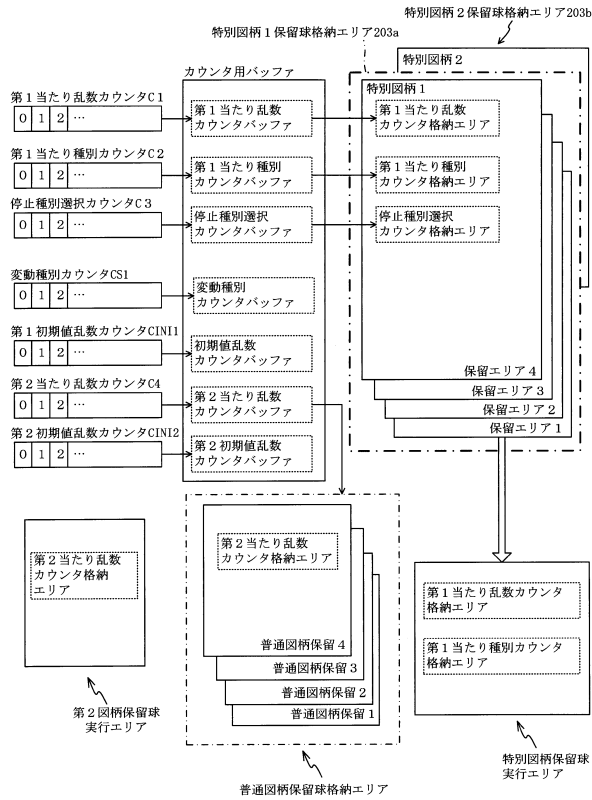 特別図柄2保留球格納エリア203b
特別図柄1保留球格納エリア203a
特別図柄2
カウンタ用バッファ
特別図柄1
第1当たり乱数カウンタC1
0 1 2 …
第1当たり乱数
カウンタバッファ
第1当たり乱数
カウンタ格納エリア
第1当たり種別カウンタC2
0 1 2 …
第1当たり種別
カウンタバッファ
第1当たり種別
カウンタ格納エリア
停止種別選択カウンタC3
0 1 2 …
停止種別選択
カウンタバッファ
停止種別選択
カウンタ格納エリア
変動種別カウンタCS1
0 1 2 …
変動種別
カウンタバッファ
第1初期値乱数カウンタCINI1
0 1 2 …
初期値乱数
カウンタバッファ
第2当たり乱数カウンタC4
0 1 2 …
第2当たり乱数
カウンタバッファ
第2初期値乱数カウンタCINI2
0 1 2 …
第2初期値乱数
カウンタバッファ
保留エリア4
保留エリア3
保留エリア2
保留エリア1
第2当たり乱数
カウンタ格納
エリア
第2図柄保留球
実行エリア
第2当たり乱数
カウンタ格納エリア
普通図柄保留4
普通図柄保留3
普通図柄保留2
普通図柄保留1
普通図柄保留球格納エリア
第1当たり乱数カウンタ
格納エリア
第1当たり種別カウンタ
格納エリア
特別図柄保留球
実行エリア